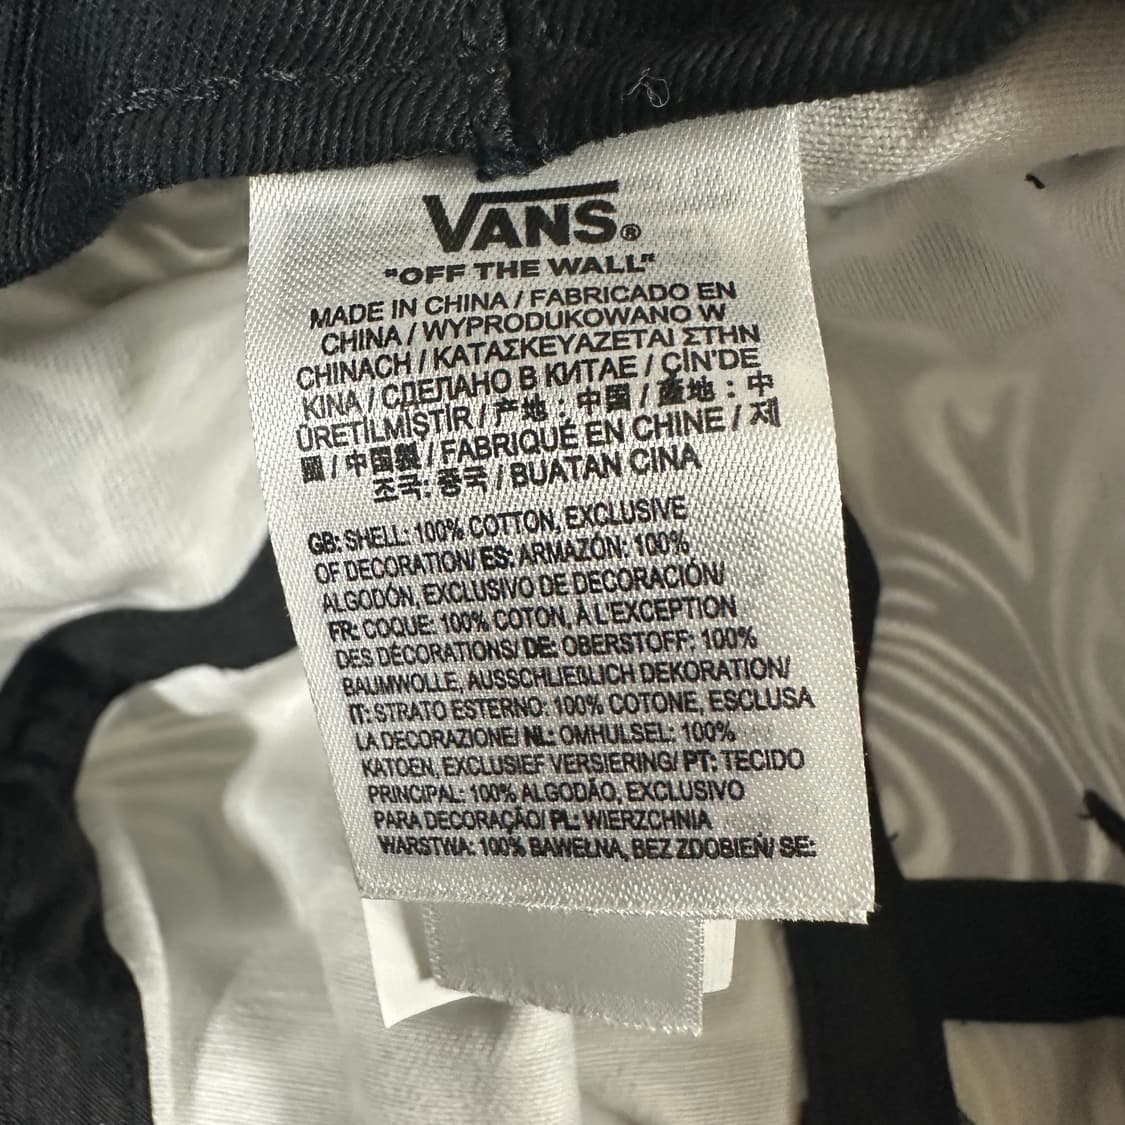 VANS®
"OFF THE WALL"
MADE IN CHINA / FABRICADO EN
CHINA / WYPRODUKOWANO W
CHINACH / ΚΑΤΑΣΚΕΥΑΖΕΤΑΙ ΣΤΗΝ
KINA / СДЕЛАНО В КИТАЕ / ÇİN'DE
ÜRETİLMİŞTİR / 产地：中国 / 產地：中
國 / 中国製 / FABRIQUÉ EN CHINE / 제
조국: 중국 / BUATAN CINA
GB: SHELL: 100% COTTON, EXCLUSIVE
OF DECORATION/ ES: ARMAZÓN: 100%
ALGODÓN, EXCLUSIVO DE DECORACIÓN/
FR: COQUE: 100% COTON, À L'EXCEPTION
DES DÉCORATIONS/ DE: OBERSTOFF: 100%
BAUMWOLLE, AUSSCHLIEßLICH DEKORATION/
IT: STRATO ESTERNO: 100% COTONE, ESCLUSA
LA DECORAZIONE/ NL: OMHULSEL: 100%
KATOEN, EXCLUSIEF VERSIERING/ PT: TECIDO
PRINCIPAL: 100% ALGODÃO, EXCLUSIVO
PARA DECORAÇÃO/ PL: WIERZCHNIA
WARSTWA: 100% BAWEŁNA, BEZ ZDOBIEŃ/ SE: